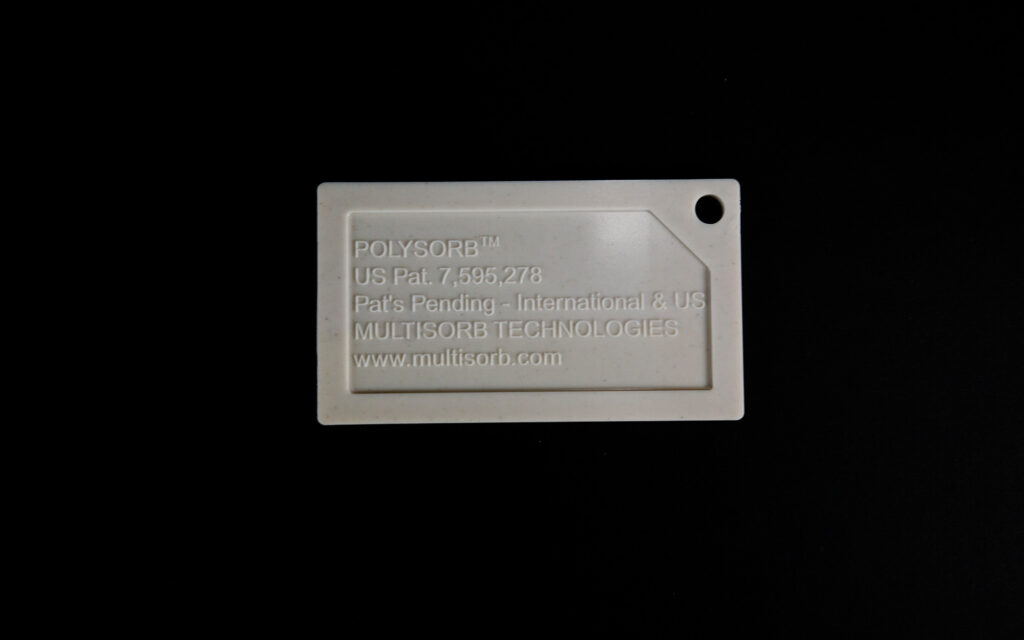 POLYSORB™
US Pat. 7,595,278
Pat's Pending - International & US
MULTISORB TECHNOLOGIES
www.multisorb.com